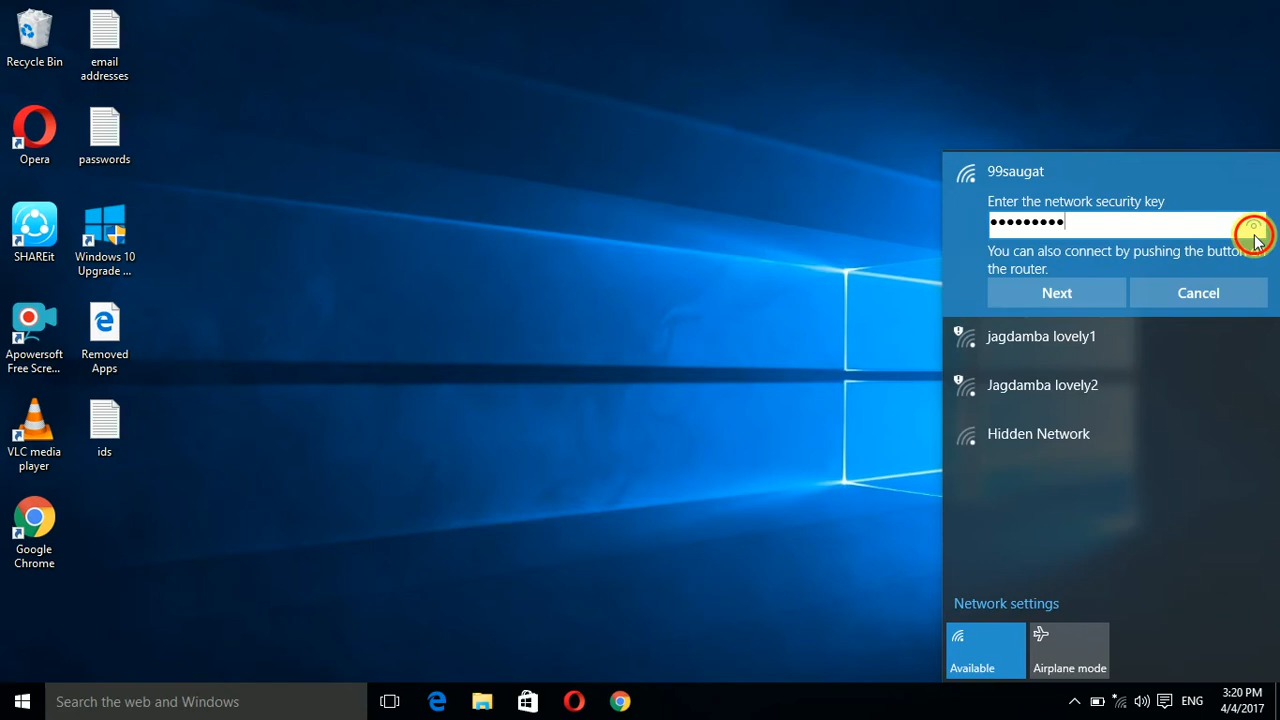 Recycle Bin
email
addresses
Opera
passwords
SHAREit
Windows 10
Upgrade ...
Apowersoft
Free Scre...
Removed
Apps
VLC media
player
ids
Google
Chrome
99saugat
Enter the network security key
●●●●●●●●●
You can also connect by pushing the button
the router.
Next
Cancel
jagdamba lovely1
Jagdamba lovely2
Hidden Network
Network settings
Available
Airplane mode
Search the web and Windows
ENG
3:20 PM
4/4/2017